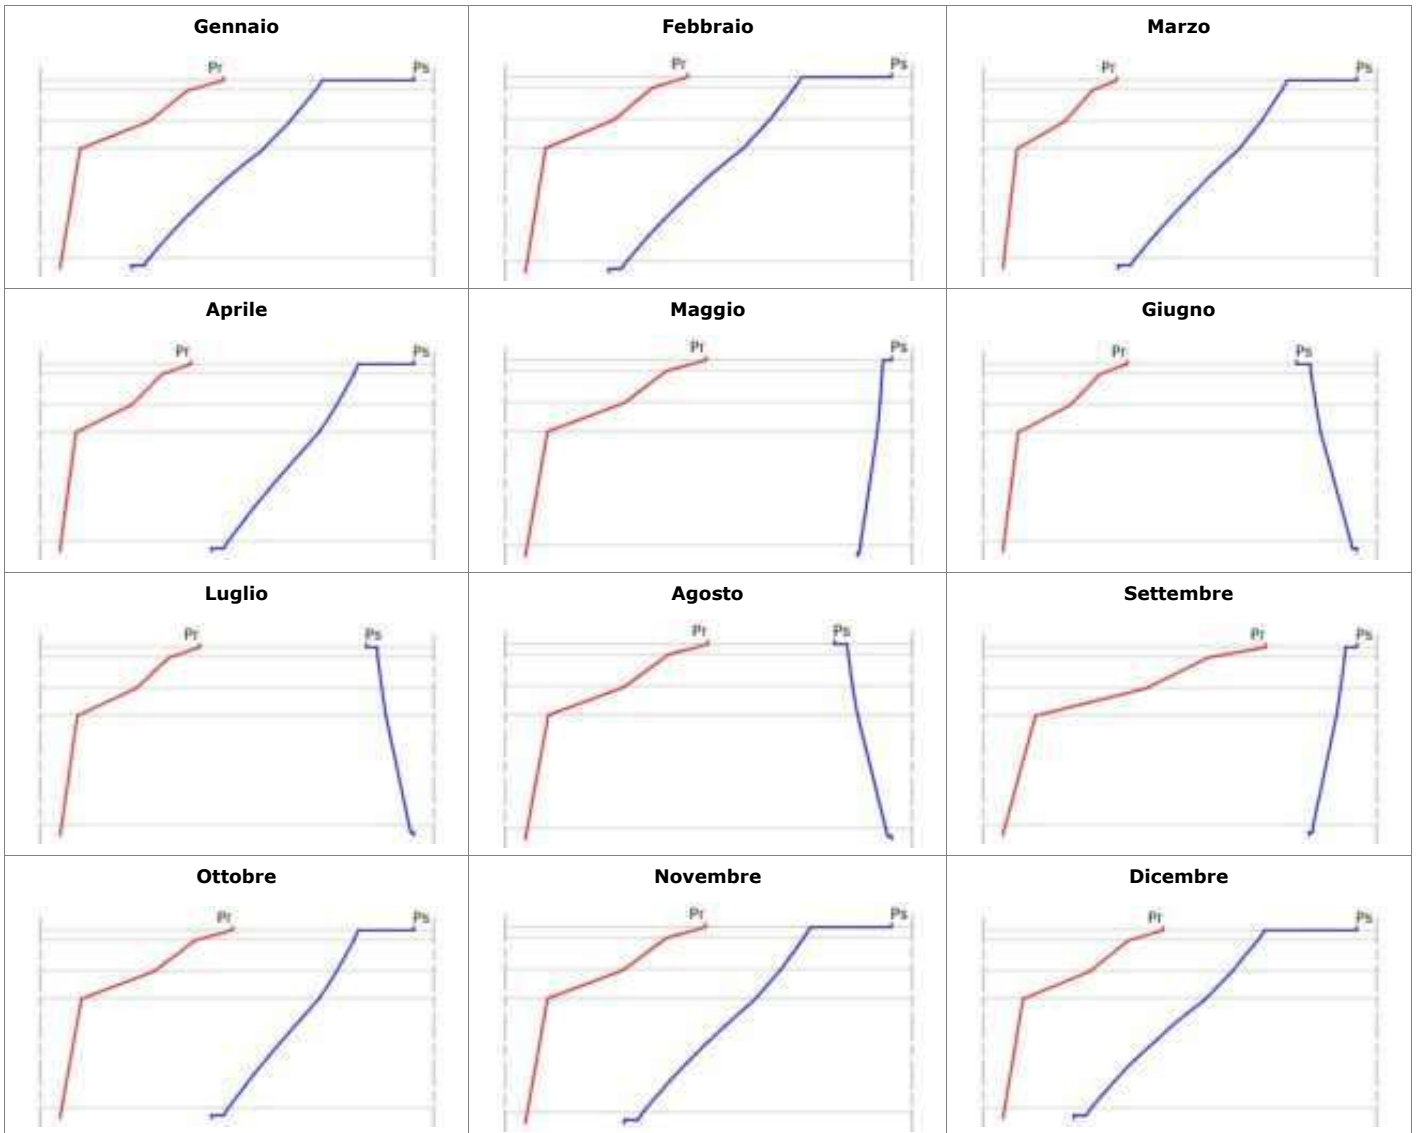 Gennaio Febbraio Marzo
Pr Ps Pr Ps Pr Ps
Aprile Maggio Giugno
Pr Ps Pr Ps Pr Ps
Luglio Agosto Settembre
Pr Ps Pr Ps Pr Ps
Ottobre Novembre Dicembre
Pr Ps Pr Ps Pr Ps